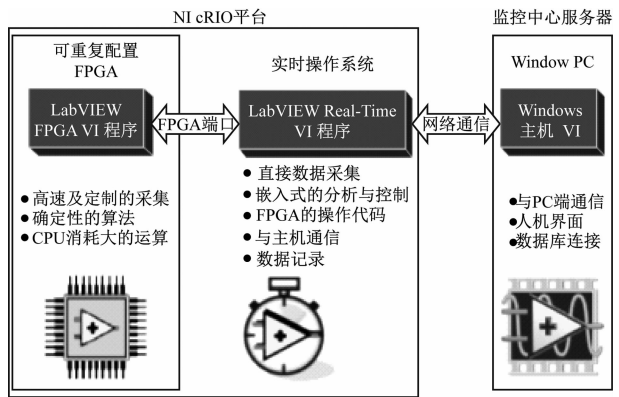 NI cRIO平台
监控中心服务器
可重复配置
FPGA
实时操作系统
Window PC
LabVIEW
FPGA VI 程序
FPGA端口
LabVIEW Real-Time
VI 程序
网络通信
Windows
主机 VI
●高速及定制的采集
●确定性的算法
●CPU消耗大的运算
●直接数据采集
●嵌入式的分析与控制
●FPGA的操作代码
●与主机通信
●数据记录
●与PC端通信
●人机界面
●数据库连接